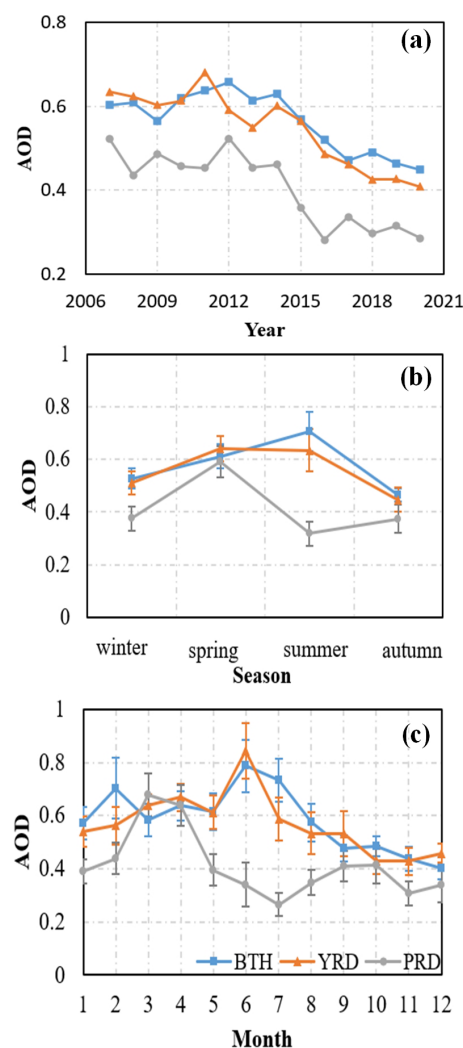 0.8
(a)
0.6
AOD
0.4
0.2
2006 2009 2012 2015 2018 2021
Year
1
(b)
0.8
0.6
AOD
0.4
0.2
0
winter spring summer autumn
Season
1
(c)
0.8
0.6
AOD
0.4
0.2
BTH YRD PRD
0
1 2 3 4 5 6 7 8 9 10 11 12
Month